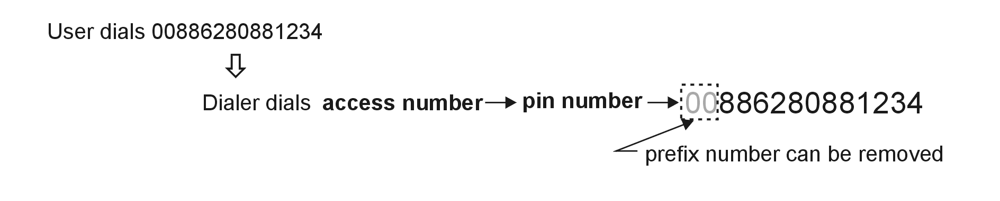 User dials 00886280881234
Dialer dials access number pin number 00886280881234
prefix number can be removed